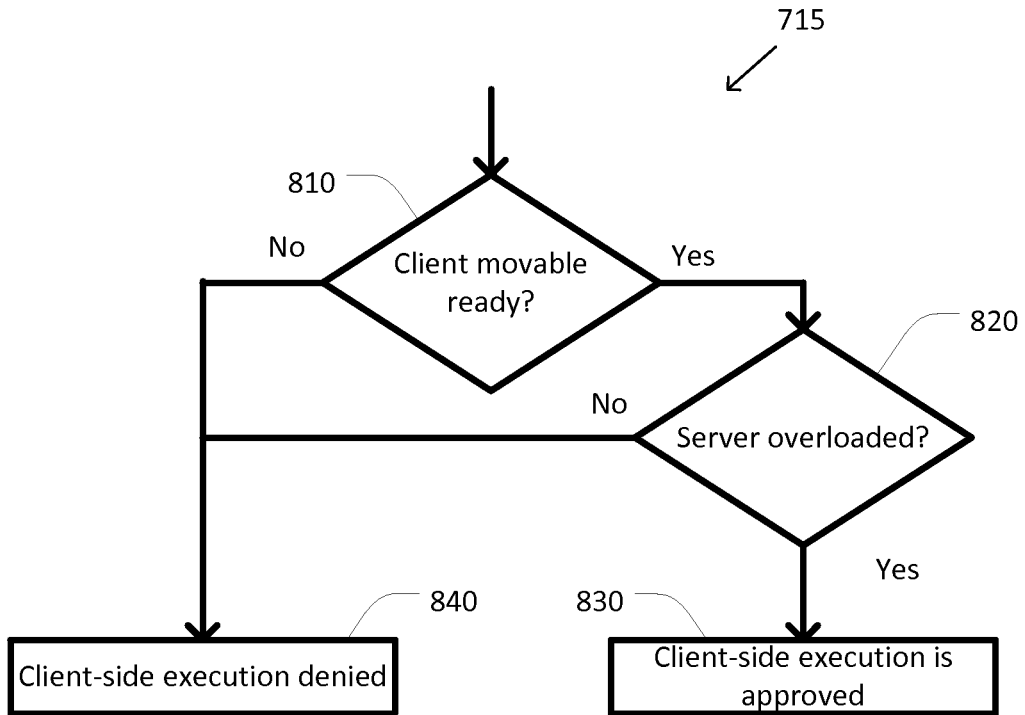 715
810
No
Client movable
ready?
Yes
820
No
Server overloaded?
Yes
840
830
Client-side execution denied
Client-side execution is
approved